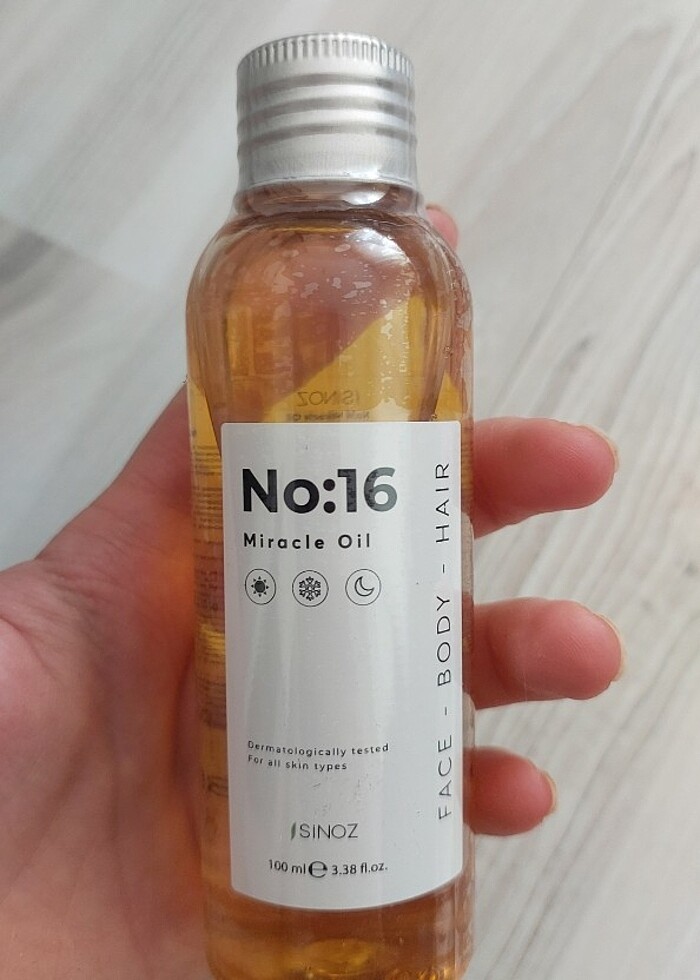 No:16
Miracle Oil
FACE - BODY - HAIR
Dermatologically tested
For all skin types
SINOZ
100 ml ℮ 3.38 fl.oz.
SINOZ